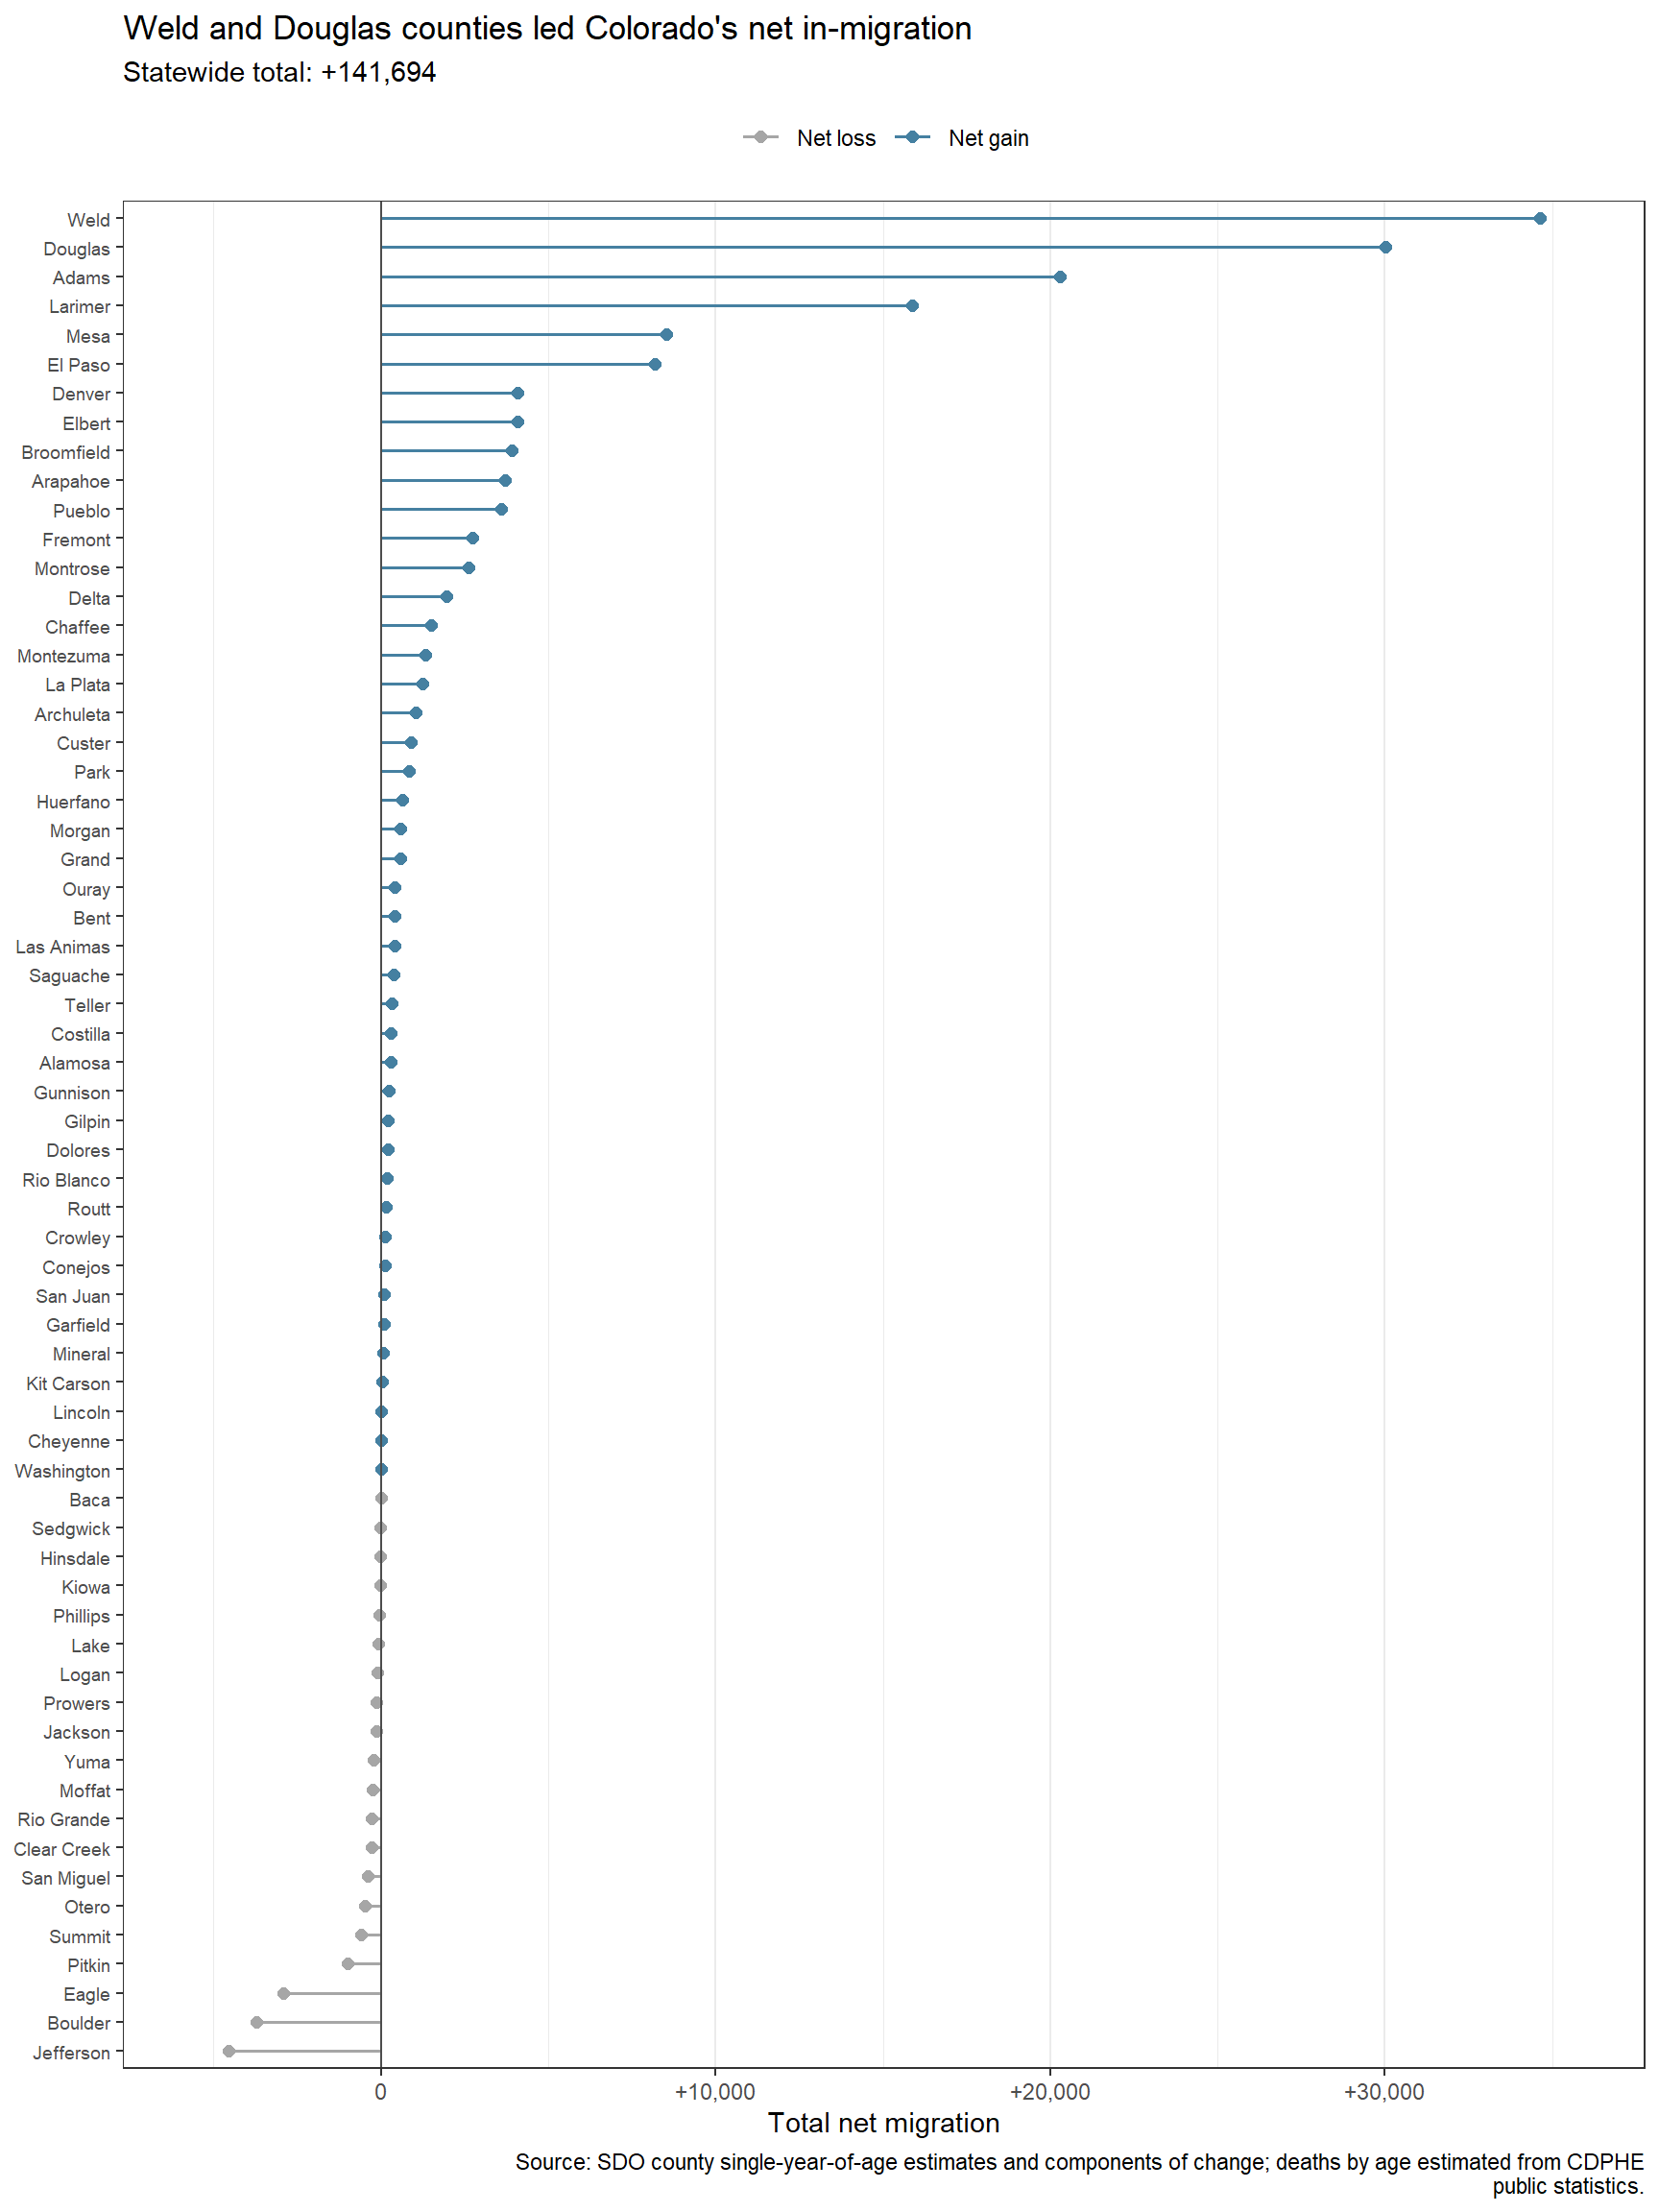 Weld and Douglas counties led Colorado's net in-migration
Statewide total: +141,694
Net loss Net gain
Weld
Douglas
Adams
Larimer
Mesa
El Paso
Denver
Elbert
Broomfield
Arapahoe
Pueblo
Fremont
Montrose
Delta
Chaffee
Montezuma
La Plata
Archuleta
Custer
Park
Huerfano
Morgan
Grand
Ouray
Bent
Las Animas
Saguache
Teller
Costilla
Alamosa
Gunnison
Gilpin
Dolores
Rio Blanco
Routt
Crowley
Conejos
San Juan
Garfield
Mineral
Kit Carson
Lincoln
Cheyenne
Washington
Baca
Sedgwick
Hinsdale
Kiowa
Phillips
Lake
Logan
Prowers
Jackson
Yuma
Moffat
Rio Grande
Clear Creek
San Miguel
Otero
Summit
Pitkin
Eagle
Boulder
Jefferson
0 +10,000 +20,000 +30,000
Total net migration
Source: SDO county single-year-of-age estimates and components of change; deaths by age estimated from CDPHE
public statistics.